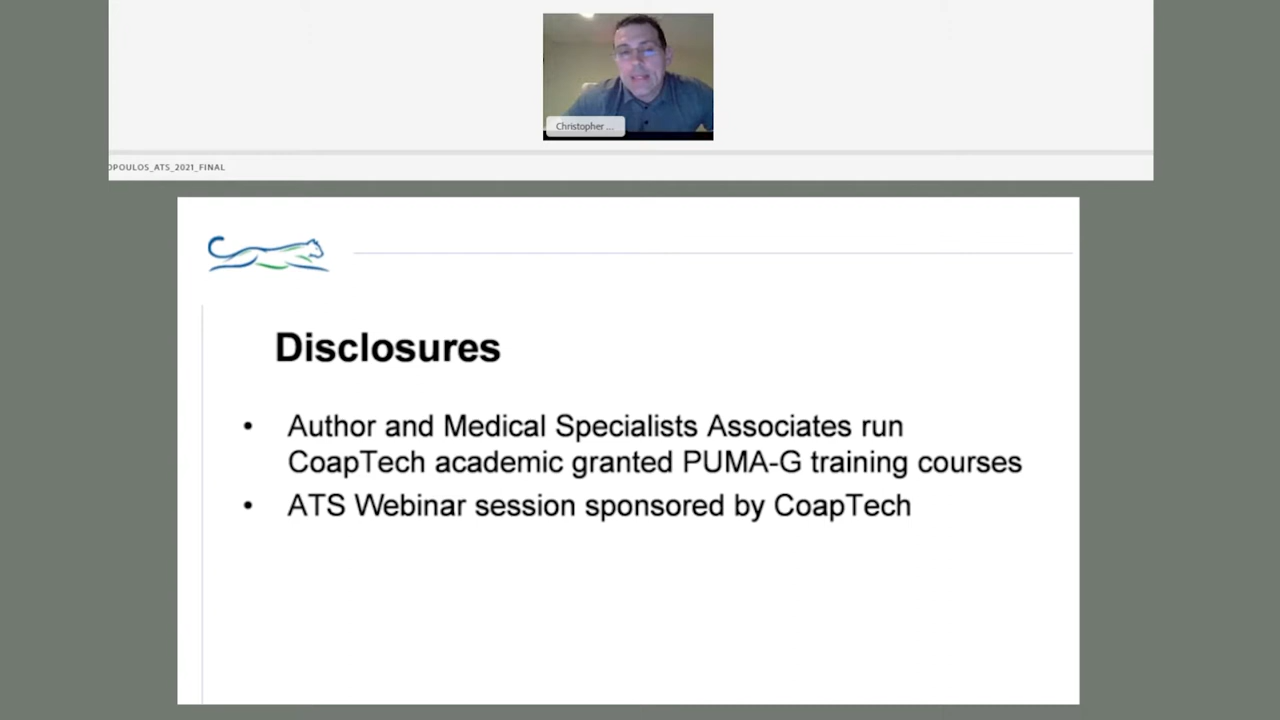 Christopher ...
OPOULOS_ATS_2021_FINAL
Disclosures
• Author and Medical Specialists Associates run
CoapTech academic granted PUMA-G training courses
• ATS Webinar session sponsored by CoapTech